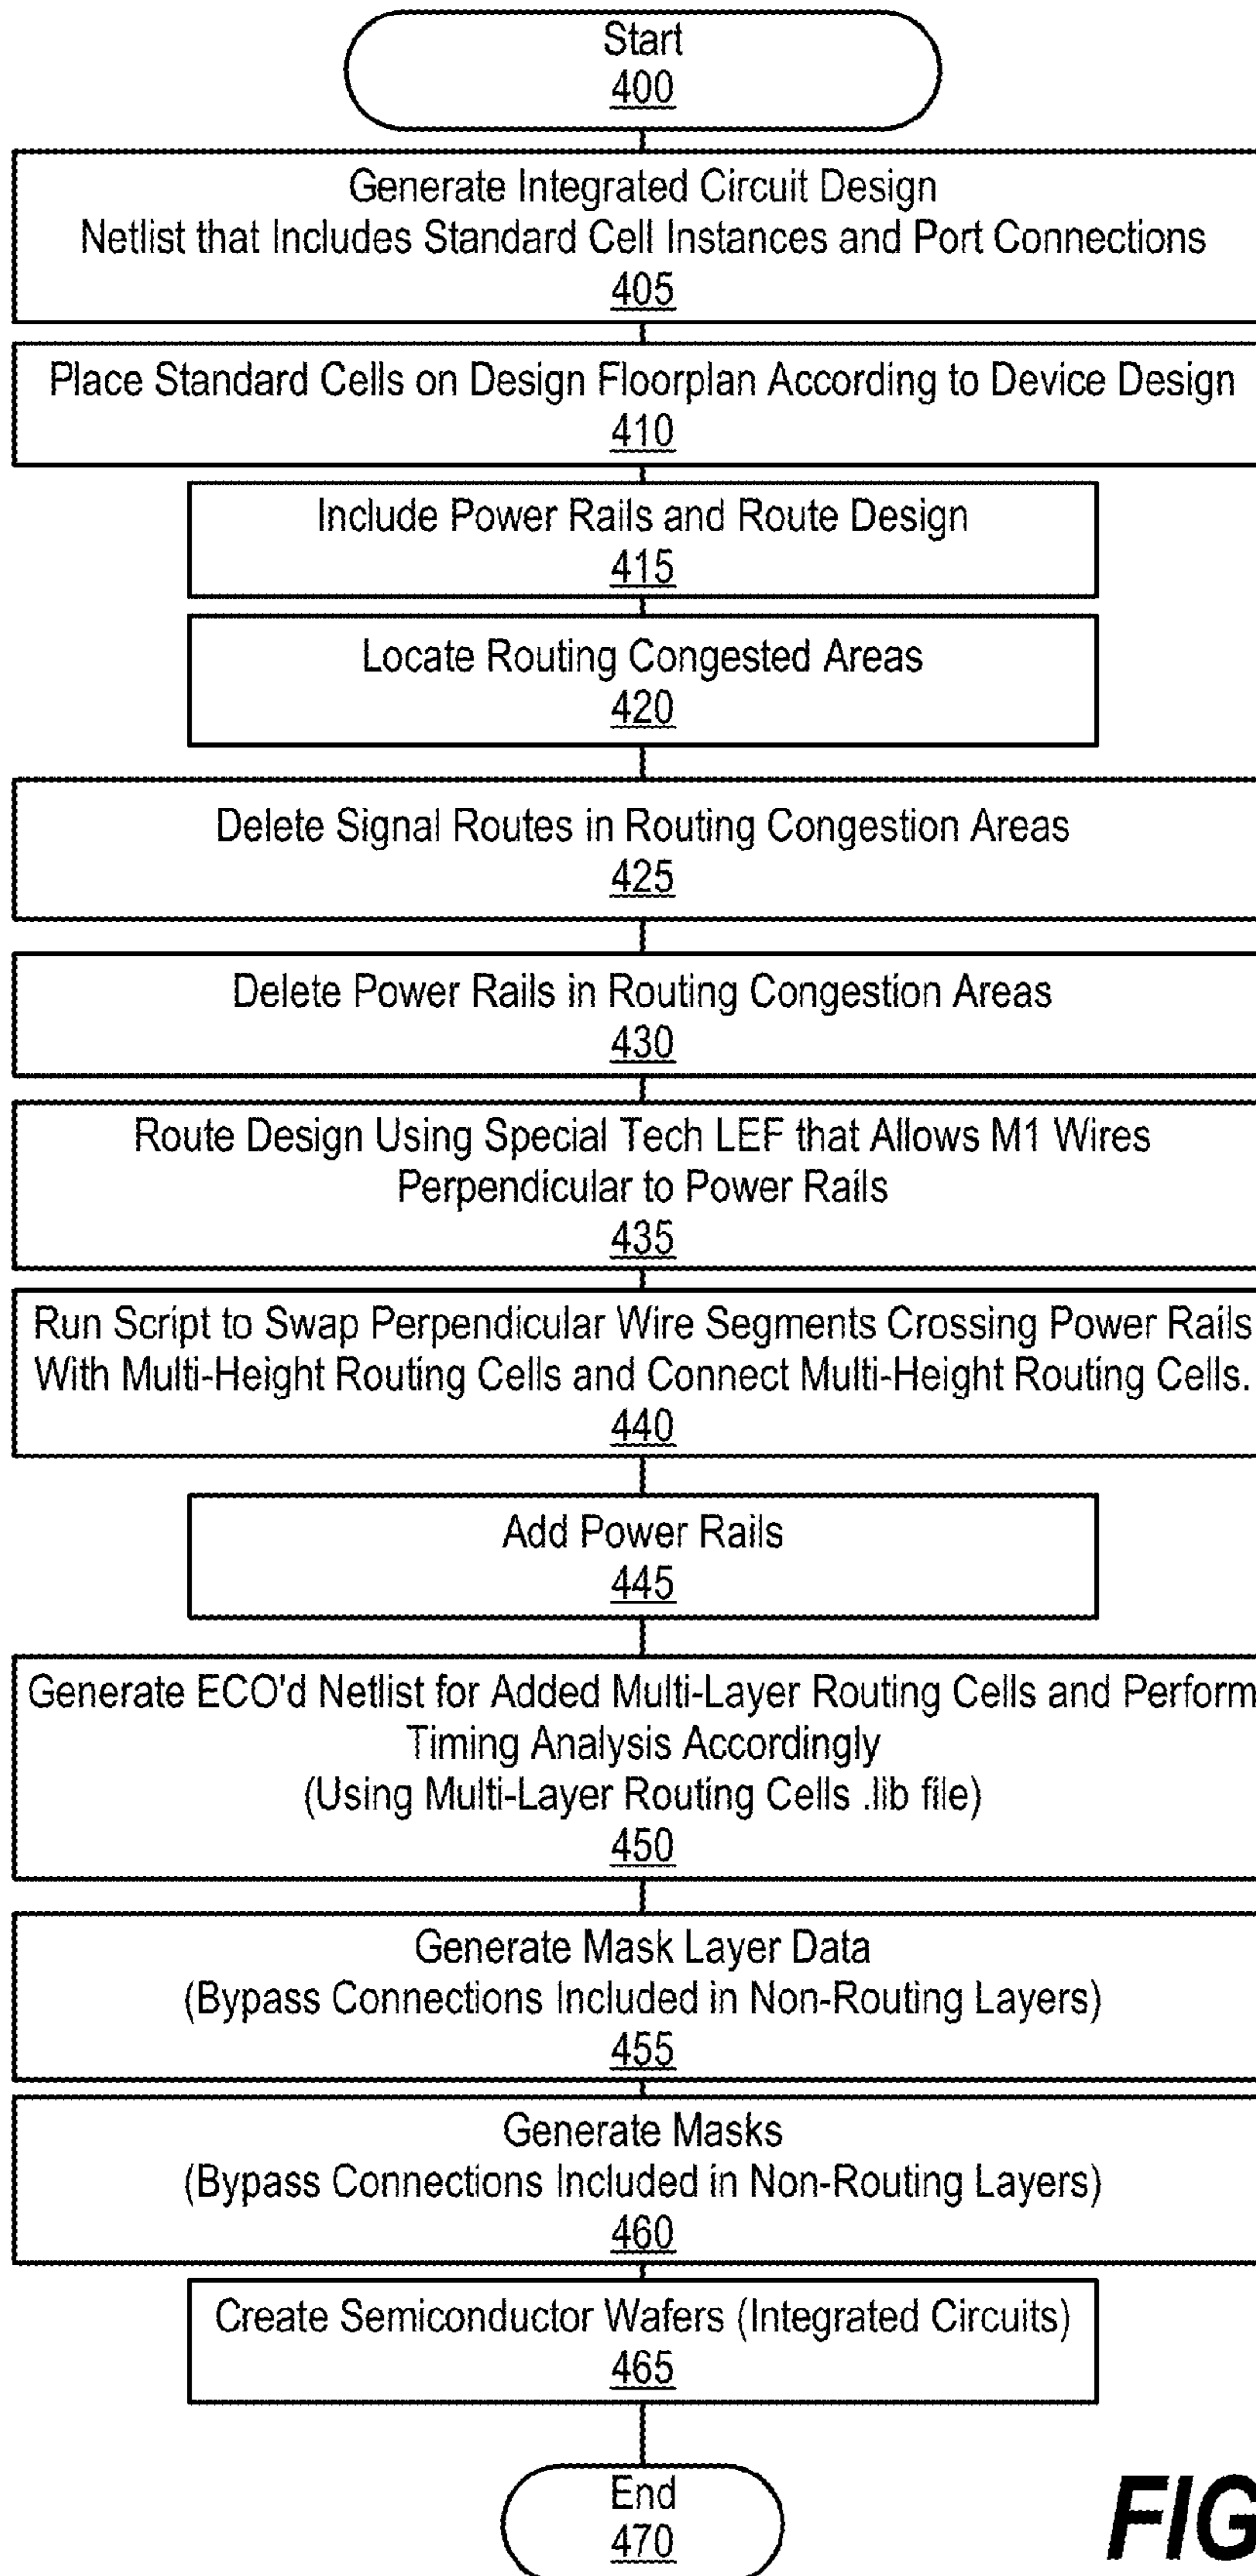 Start
400
Generate Integrated Circuit Design
Netlist that Includes Standard Cell Instances and Port Connections
405
Place Standard Cells on Design Floorplan According to Device Design
410
Include Power Rails and Route Design
415
Locate Routing Congested Areas
420
Delete Signal Routes in Routing Congestion Areas
425
Delete Power Rails in Routing Congestion Areas
430
Route Design Using Special Tech LEF that Allows M1 Wires
Perpendicular to Power Rails
435
Run Script to Swap Perpendicular Wire Segments Crossing Power Rails
With Multi-Height Routing Cells and Connect Multi-Height Routing Cells.
440
Add Power Rails
445
Generate ECO'd Netlist for Added Multi-Layer Routing Cells and Perform
Timing Analysis Accordingly
(Using Multi-Layer Routing Cells .lib file)
450
Generate Mask Layer Data
(Bypass Connections Included in Non-Routing Layers)
455
Generate Masks
(Bypass Connections Included in Non-Routing Layers)
460
Create Semiconductor Wafers (Integrated Circuits)
465
End
470
FIG